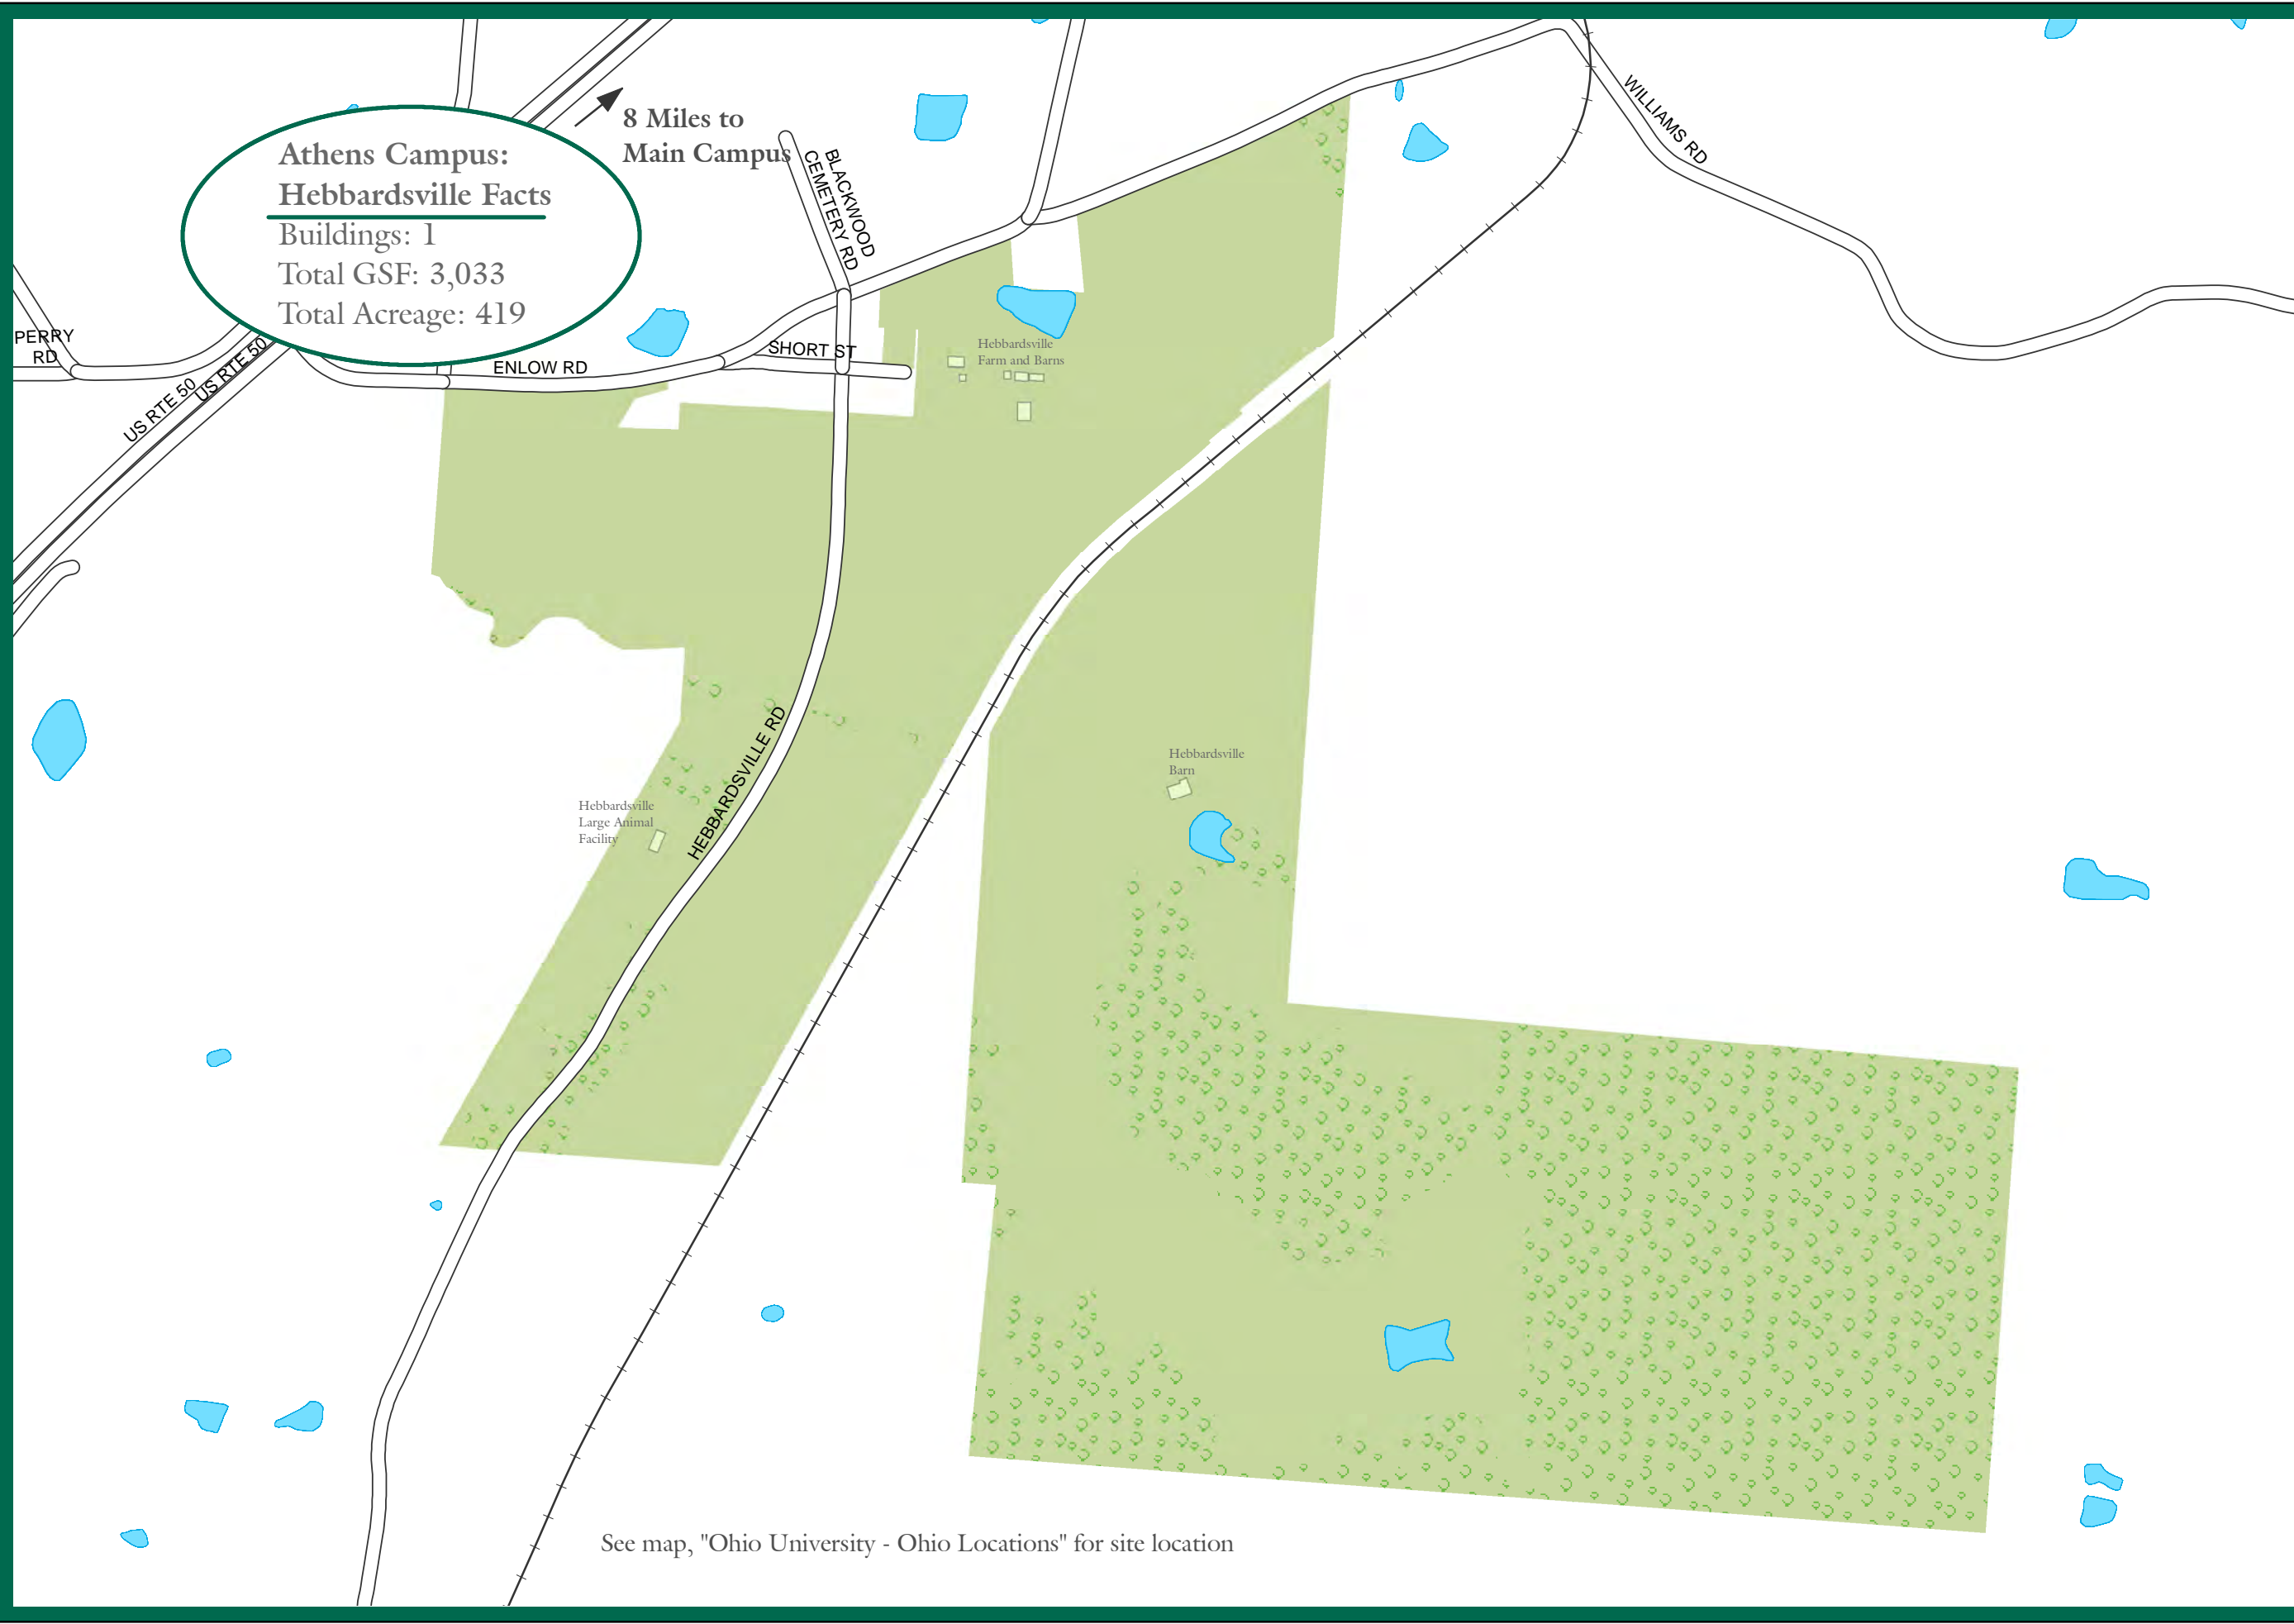 8 Miles to
Main Campus
Athens Campus:
Hebbardsville Facts
Buildings: 1
Total GSF: 3,033
Total Acreage: 419
WILLIAMS RD
BLACKWOOD
CEMETERY RD
PERRY
RD
US RTE 50
US RTE 50
ENLOW RD
SHORT ST
Hebbardsville
Farm and Barns
HEBBARDSVILLE RD
Hebbardsville
Barn
Hebbardsville
Large Animal
Facility
See map, "Ohio University - Ohio Locations" for site location